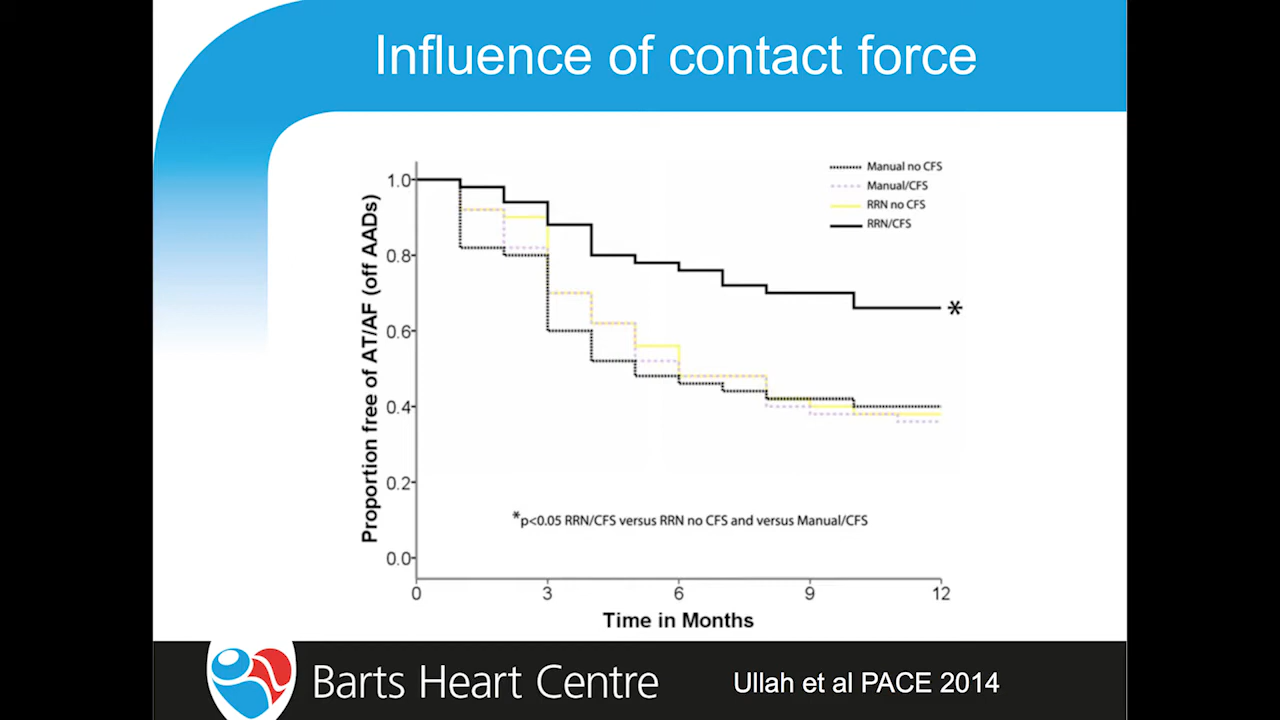 Influence of contact force
Manual no CFS
Manual/CFS
RRN no CFS
RRN/CFS
Proportion free of AT/AF (off AADs)
1.0
0.8
0.6
0.4
0.2
0.0
*
*p<0.05 RRN/CFS versus RRN no CFS and versus Manual/CFS
0 3 6 9 12
Time in Months
Barts Heart Centre
Ullah et al PACE 2014